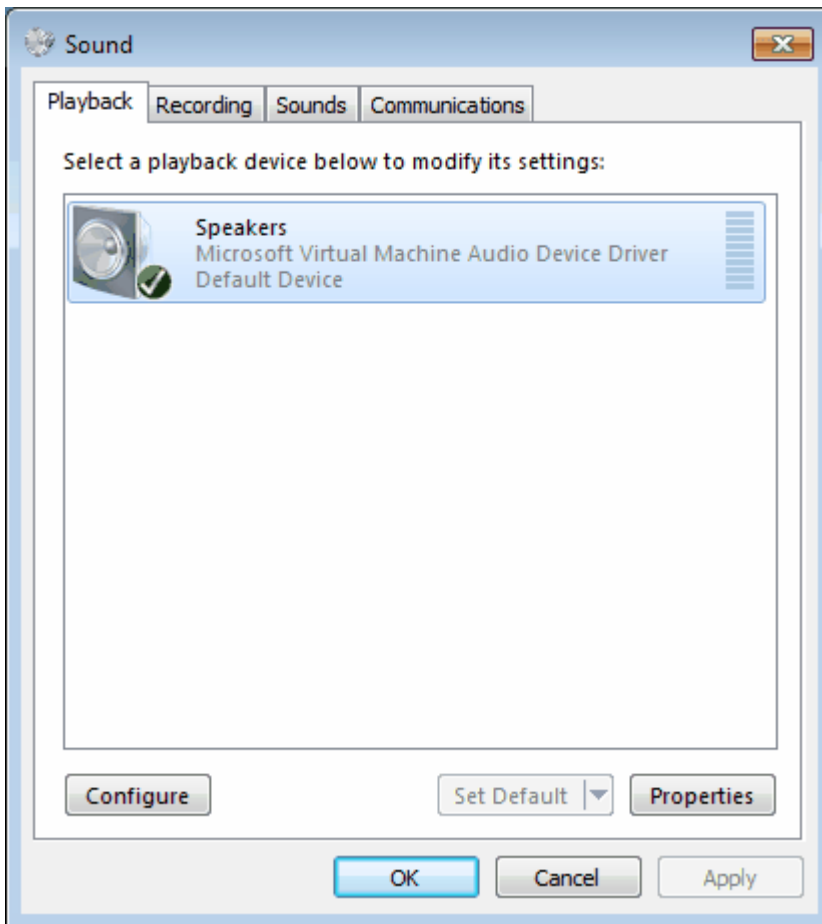 Sound
Playback Recording Sounds Communications
Select a playback device below to modify its settings:
Speakers
Microsoft Virtual Machine Audio Device Driver
Default Device
Configure Set Default Properties
OK Cancel Apply